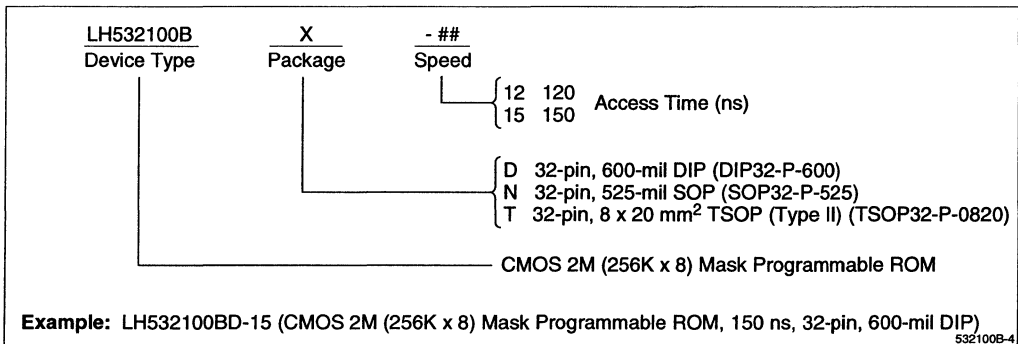 LH532100B X - ##
Device Type Package Speed
12 120
15 150
Access Time (ns)
D 32-pin, 600-mil DIP (DIP32-P-600)
N 32-pin, 525-mil SOP (SOP32-P-525)
T 32-pin, 8 x 20 mm² TSOP (Type II) (TSOP32-P-0820)
CMOS 2M (256K x 8) Mask Programmable ROM
Example: LH532100BD-15 (CMOS 2M (256K x 8) Mask Programmable ROM, 150 ns, 32-pin, 600-mil DIP)
532100B-4